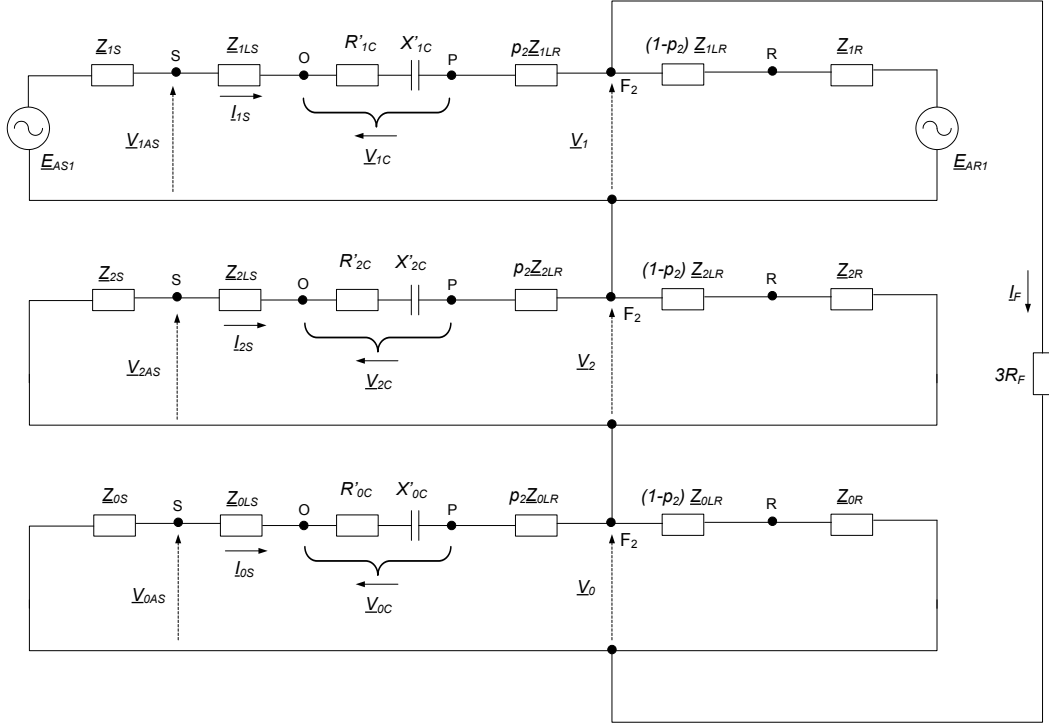 Z1S S Z1LS O R'1C X'1C P p2Z1LR (1-p2) Z1LR R Z1R
F2
I1S
EAS1 V1AS V1C V1 EAR1
Z2S S Z2LS O R'2C X'2C P p2Z2LR (1-p2) Z2LR R Z2R
F2
IF
I2S
V2AS V2C V2 3RF
Z0S S Z0LS O R'0C X'0C P p2Z0LR (1-p2) Z0LR R Z0R
F2
I0S
V0AS V0C V0